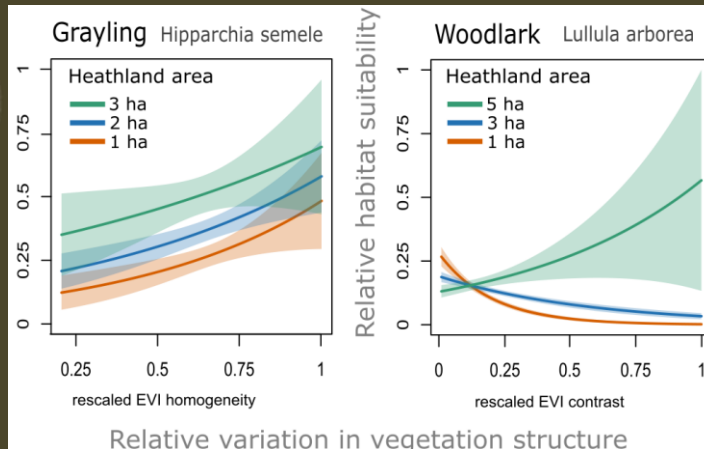 Grayling Hipparchia semele
Heathland area
3 ha
2 ha
1 ha
1
0.75
0.5
0.25
0
0.25 0.5 0.75 1
rescaled EVI homogeneity
Relative habitat suitability
Woodlark Lullula arborea
Heathland area
5 ha
3 ha
1 ha
1
0.75
0.5
0.25
0
0 0.25 0.5 0.75 1
rescaled EVI contrast
Relative variation in vegetation structure